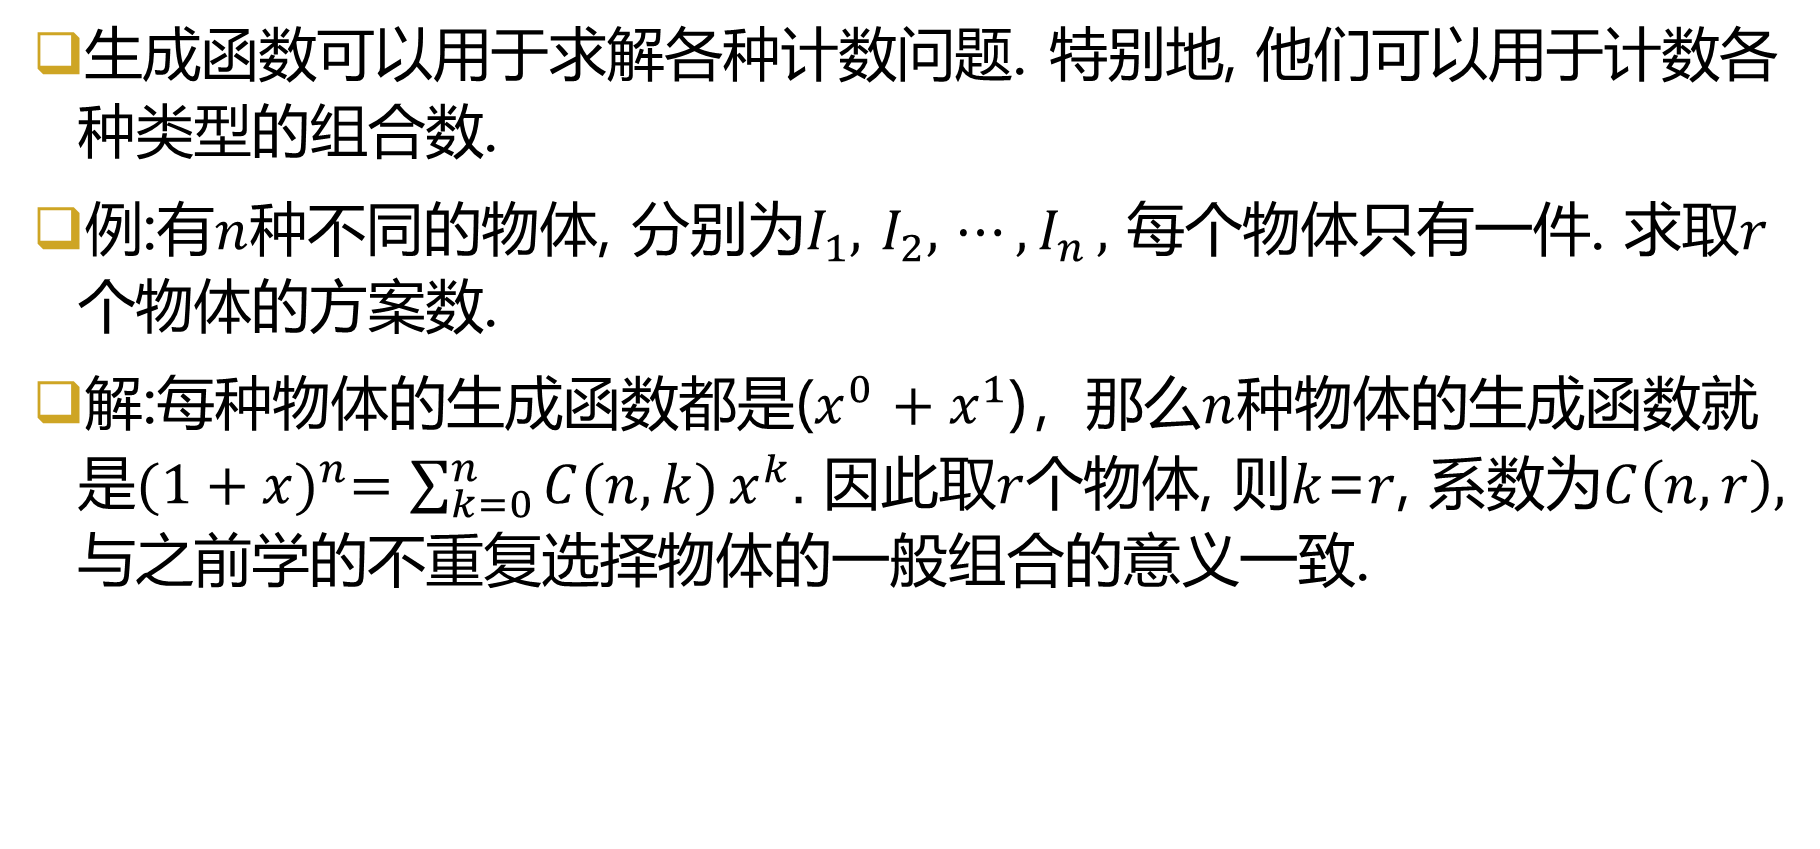 ❑生成函数可以用于求解各种计数问题. 特别地, 他们可以用于计数各
种类型的组合数.
❑例:有n种不同的物体, 分别为I₁, I₂, ⋯ , Iₙ , 每个物体只有一件. 求取r
个物体的方案数.
❑解:每种物体的生成函数都是(x⁰ + x¹)，那么n种物体的生成函数就
是(1 + x)ⁿ= ∑ₖ₌₀ⁿ C(n, k) xᵏ. 因此取r个物体, 则k=r, 系数为C(n, r),
与之前学的不重复选择物体的一般组合的意义一致.